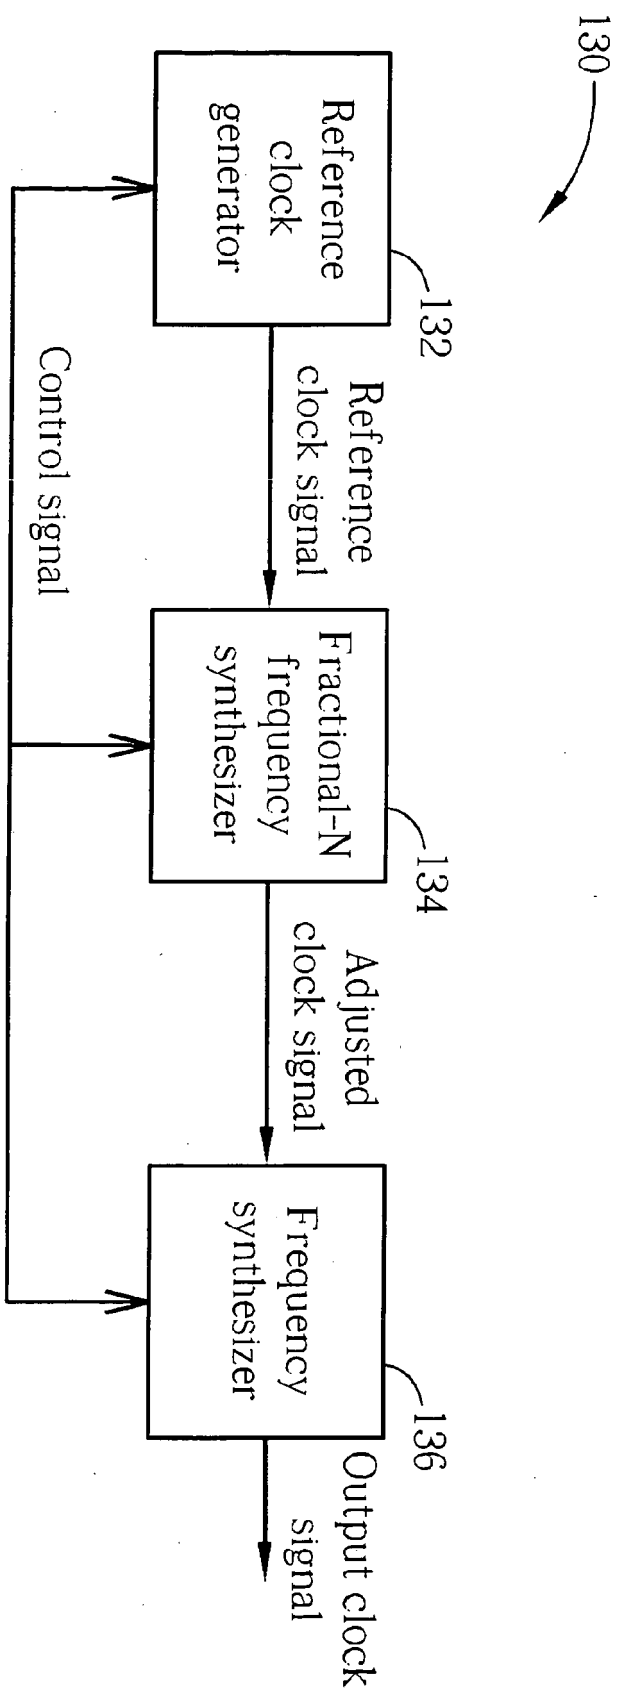 130
132
Reference
clock
generator
Reference
clock signal
134
Fractional-N
frequency
synthesizer
Adjusted
clock signal
136
Frequency
synthesizer
Output clock
signal
Control signal